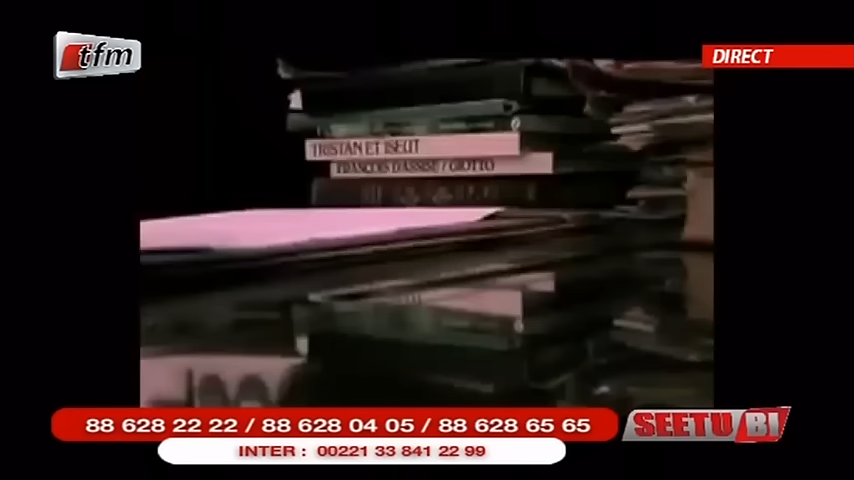 tfm
DIRECT
TRISTAN ET ISEUT
FRANÇOIS D'ASSISE / GIOTTO
88 628 22 22 / 88 628 04 05 / 88 628 65 65
SEETU BI
INTER : 00221 33 841 22 99